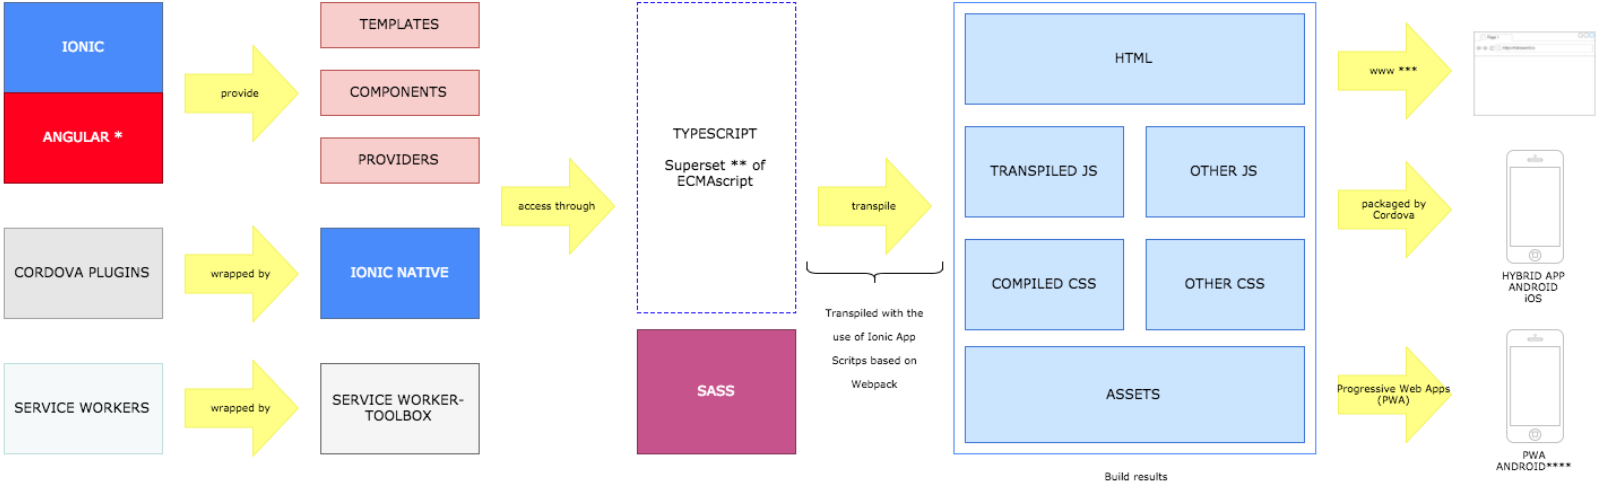 IONIC
ANGULAR *
provide
TEMPLATES
COMPONENTS
PROVIDERS
CORDOVA PLUGINS
wrapped by
IONIC NATIVE
SERVICE WORKERS
wrapped by
SERVICE WORKER-
TOOLBOX
access through
TYPESCRIPT
Superset ** of
ECMAscript
SASS
transpile
Transpiled with the
use of Ionic App
Scritps based on
Webpack
HTML
TRANSPILED JS
OTHER JS
COMPILED CSS
OTHER CSS
ASSETS
Build results
www ***
Page 1
packaged by
Cordova
HYBRID APP
ANDROID
iOS
Progressive Web Apps
(PWA)
PWA
ANDROID****